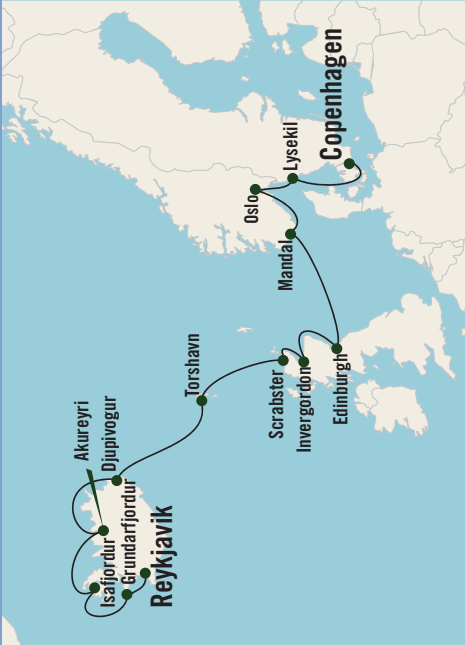 Copenhagen
Lysekil
Oslo
Mandal
Edinburgh
Invergordon
Scrabster
Torshavn
Djupivogur
Akureyri
Isafjordur
Grundarfjordur
Reykjavik